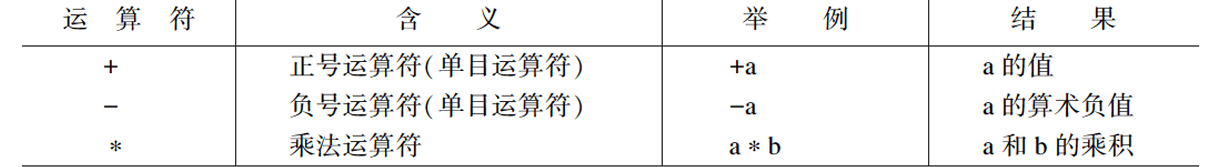 运 算 符 含 义 举 例 结 果
+ 正号运算符(单目运算符) +a a 的值
− 负号运算符(单目运算符) −a a 的算术负值
* 乘法运算符 a * b a 和 b 的乘积